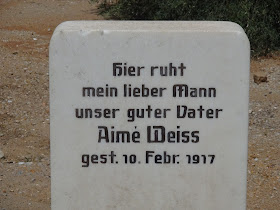 Hier ruht
mein lieber Mann
unser guter Vater
Aimé Weiss
gest. 10. Febr. 1917